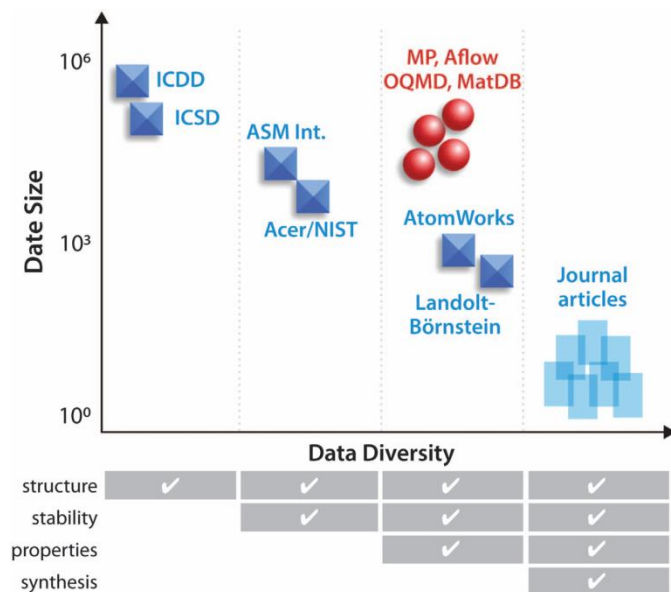 10⁶
ICDD
ICSD
ASM Int.
Acer/NIST
MP, Aflow
OQMD, MatDB
AtomWorks
Landolt-
Börnstein
Journal
articles
Date Size
10³
10⁰
Data Diversity
structure ✓ ✓ ✓ ✓
stability ✓ ✓ ✓
properties ✓ ✓
synthesis ✓